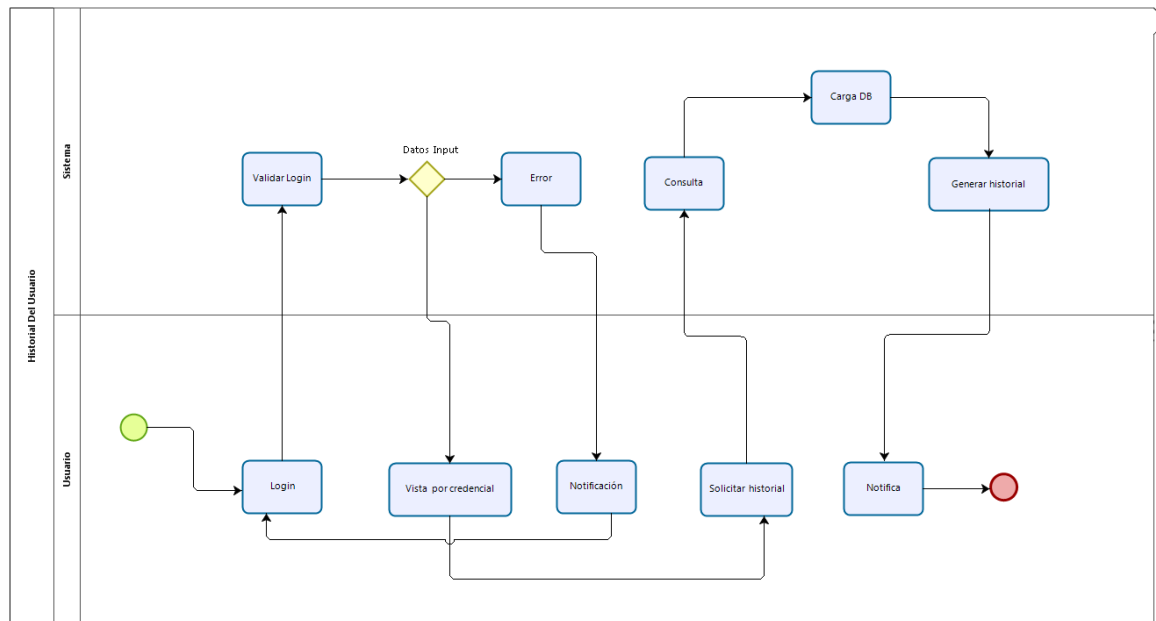 Historial Del Usuario
Sistema
Validar Login
Datos Input
Error
Consulta
Carga DB
Generar historial
Usuario
Login
Vista por credencial
Notificación
Solicitar historial
Notifica